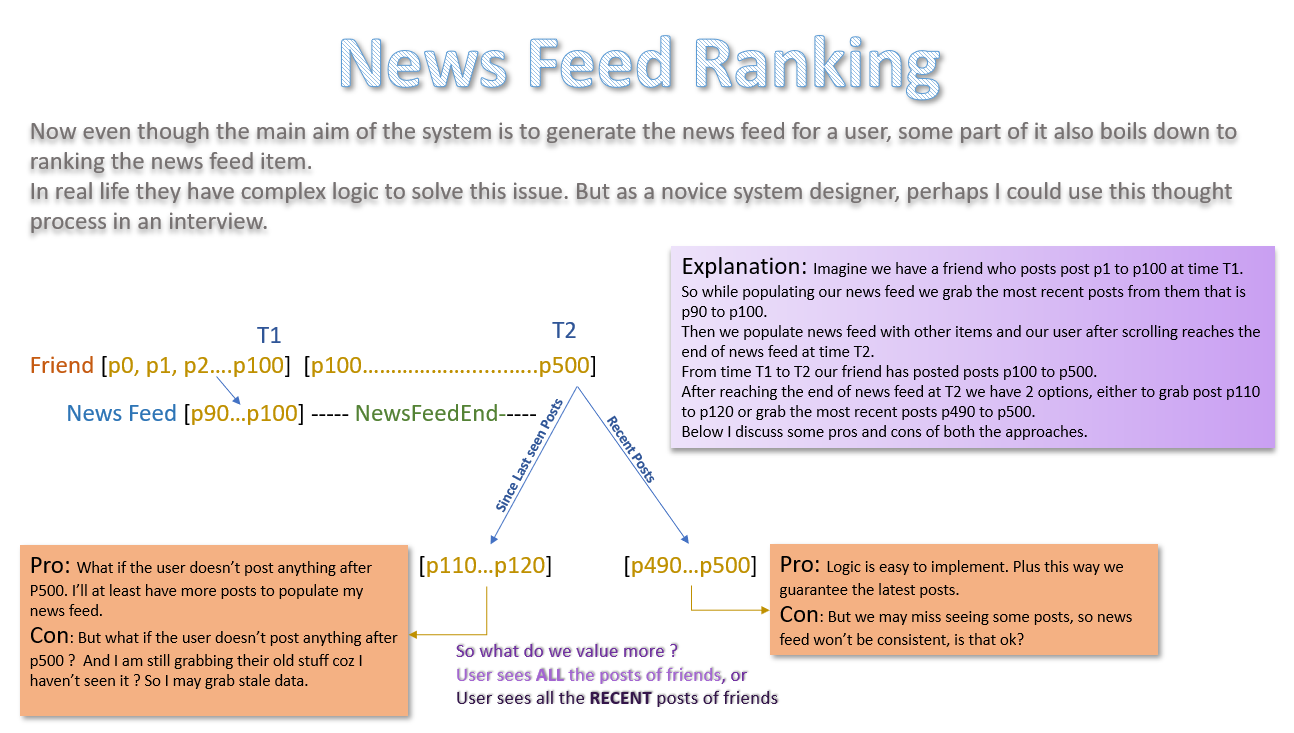 News Feed Ranking
Now even though the main aim of the system is to generate the news feed for a user, some part of it also boils down to
ranking the news feed item.
In real life they have complex logic to solve this issue. But as a novice system designer, perhaps I could use this thought
process in an interview.
Explanation: Imagine we have a friend who posts post p1 to p100 at time T1.
So while populating our news feed we grab the most recent posts from them that is
p90 to p100.
Then we populate news feed with other items and our user after scrolling reaches the
end of news feed at time T2.
From time T1 to T2 our friend has posted posts p100 to p500.
After reaching the end of news feed at T2 we have 2 options, either to grab post p110
to p120 or grab the most recent posts p490 to p500.
Below I discuss some pros and cons of both the approaches.
T1
T2
Friend [p0, p1, p2….p100] [p100……………………………p500]
News Feed [p90…p100] ----- NewsFeedEnd-----
Since Last seen Posts
Recent Posts
[p110…p120]
[p490…p500]
Pro: What if the user doesn’t post anything after
P500. I’ll at least have more posts to populate my
news feed.
Con: But what if the user doesn’t post anything after
p500 ? And I am still grabbing their old stuff coz I
haven’t seen it ? So I may grab stale data.
Pro: Logic is easy to implement. Plus this way we
guarantee the latest posts.
Con: But we may miss seeing some posts, so news
feed won’t be consistent, is that ok?
So what do we value more ?
User sees ALL the posts of friends, or
User sees all the RECENT posts of friends